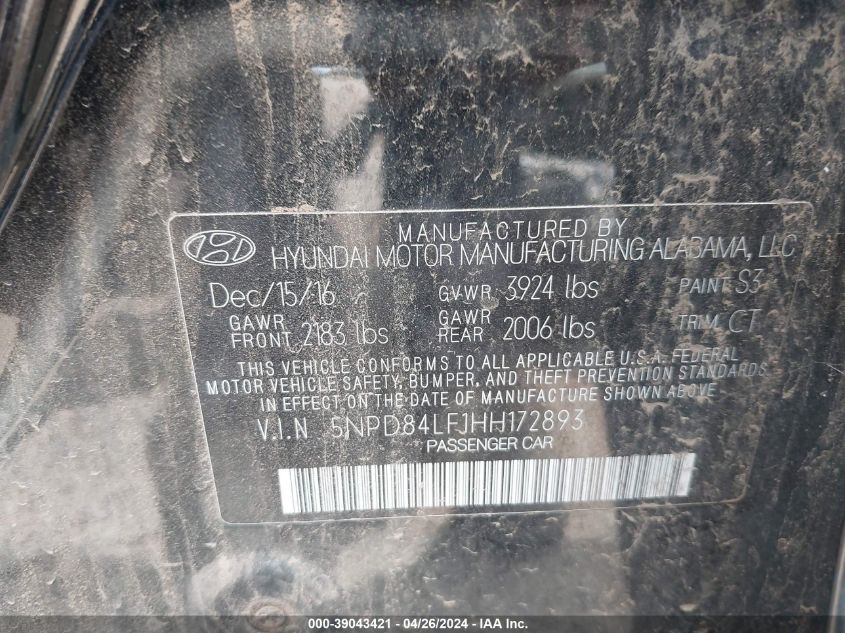 MANUFACTURED BY
HYUNDAI MOTOR MANUFACTURING ALABAMA, LLC
Dec/15/16 GVWR 3924 lbs PAINT S3
GAWR FRONT 2183 lbs GAWR REAR 2006 lbs TRIM CT
THIS VEHICLE CONFORMS TO ALL APPLICABLE U.S.A. FEDERAL
MOTOR VEHICLE SAFETY, BUMPER, AND THEFT PREVENTION STANDARDS
IN EFFECT ON THE DATE OF MANUFACTURE SHOWN ABOVE
V.I.N 5NPD84LF1HH172893
PASSENGER CAR
000-39043421 - 04/26/2024 - IAA Inc.